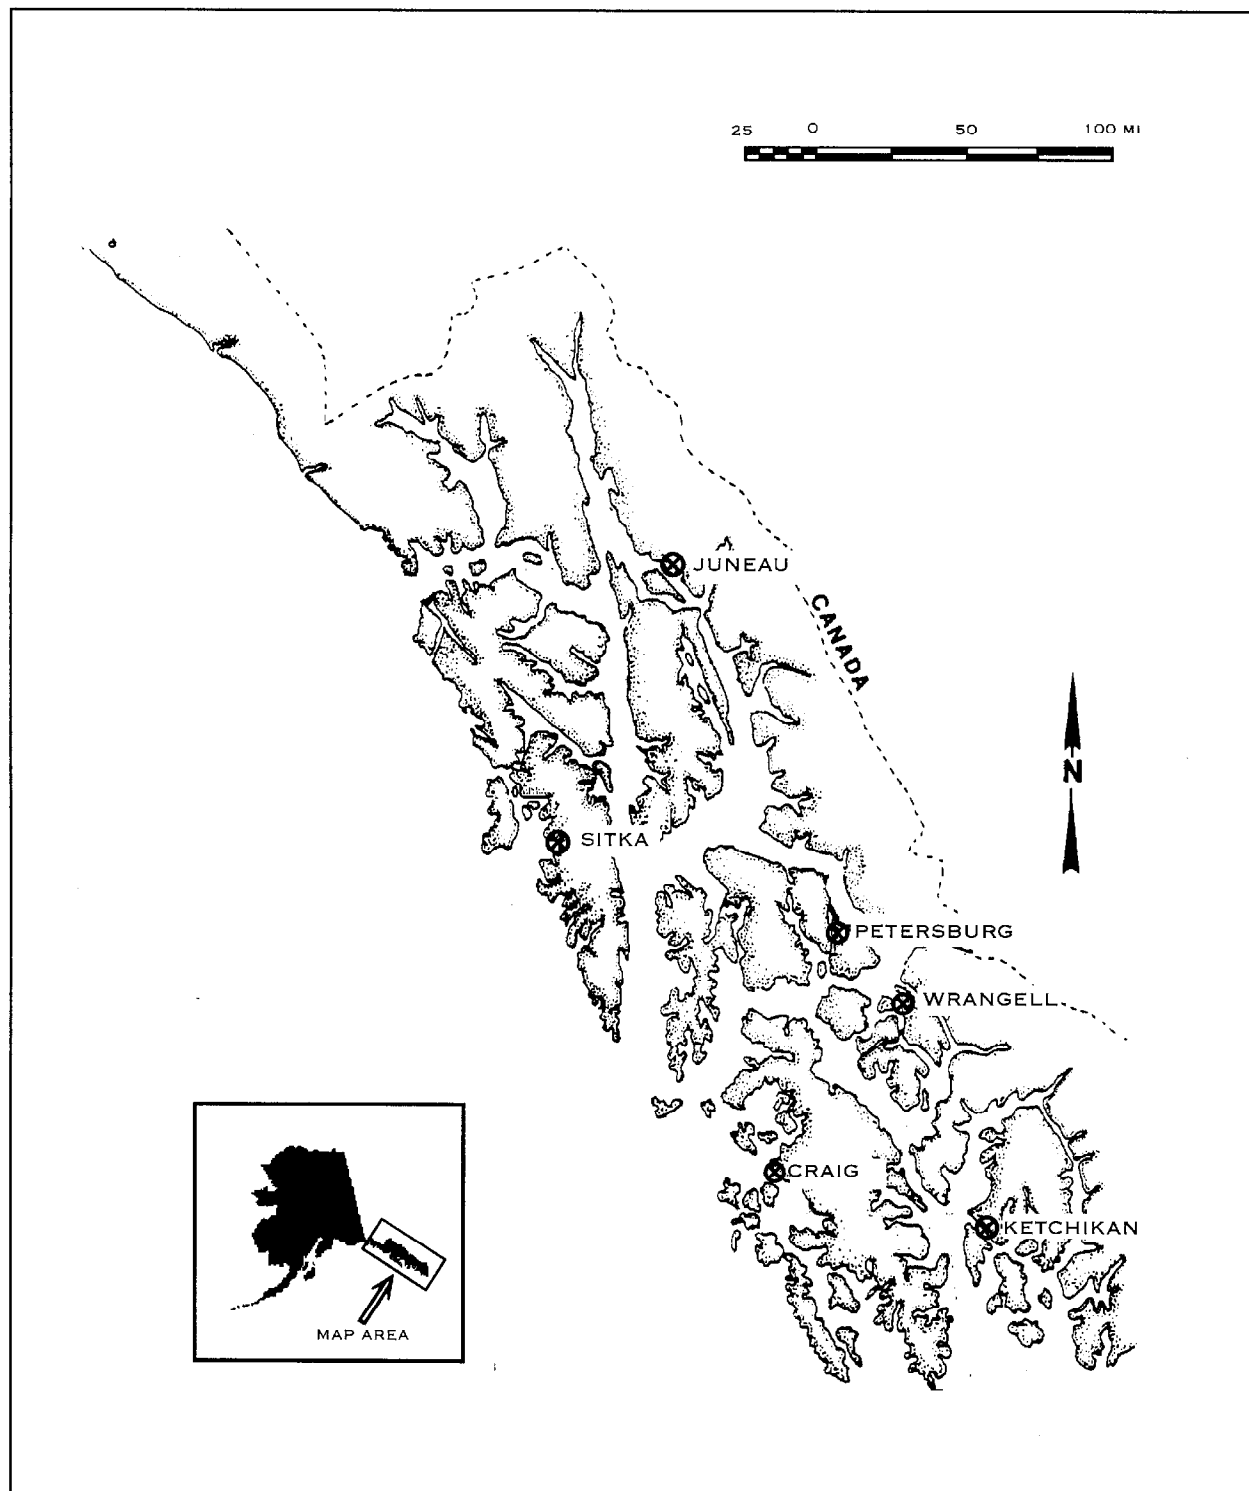 25 0 50 100 MI
JUNEAU
CANADA
N
SITKA
PETERSBURG
WRANGELL
CRAIG
KETCHIKAN
MAP AREA